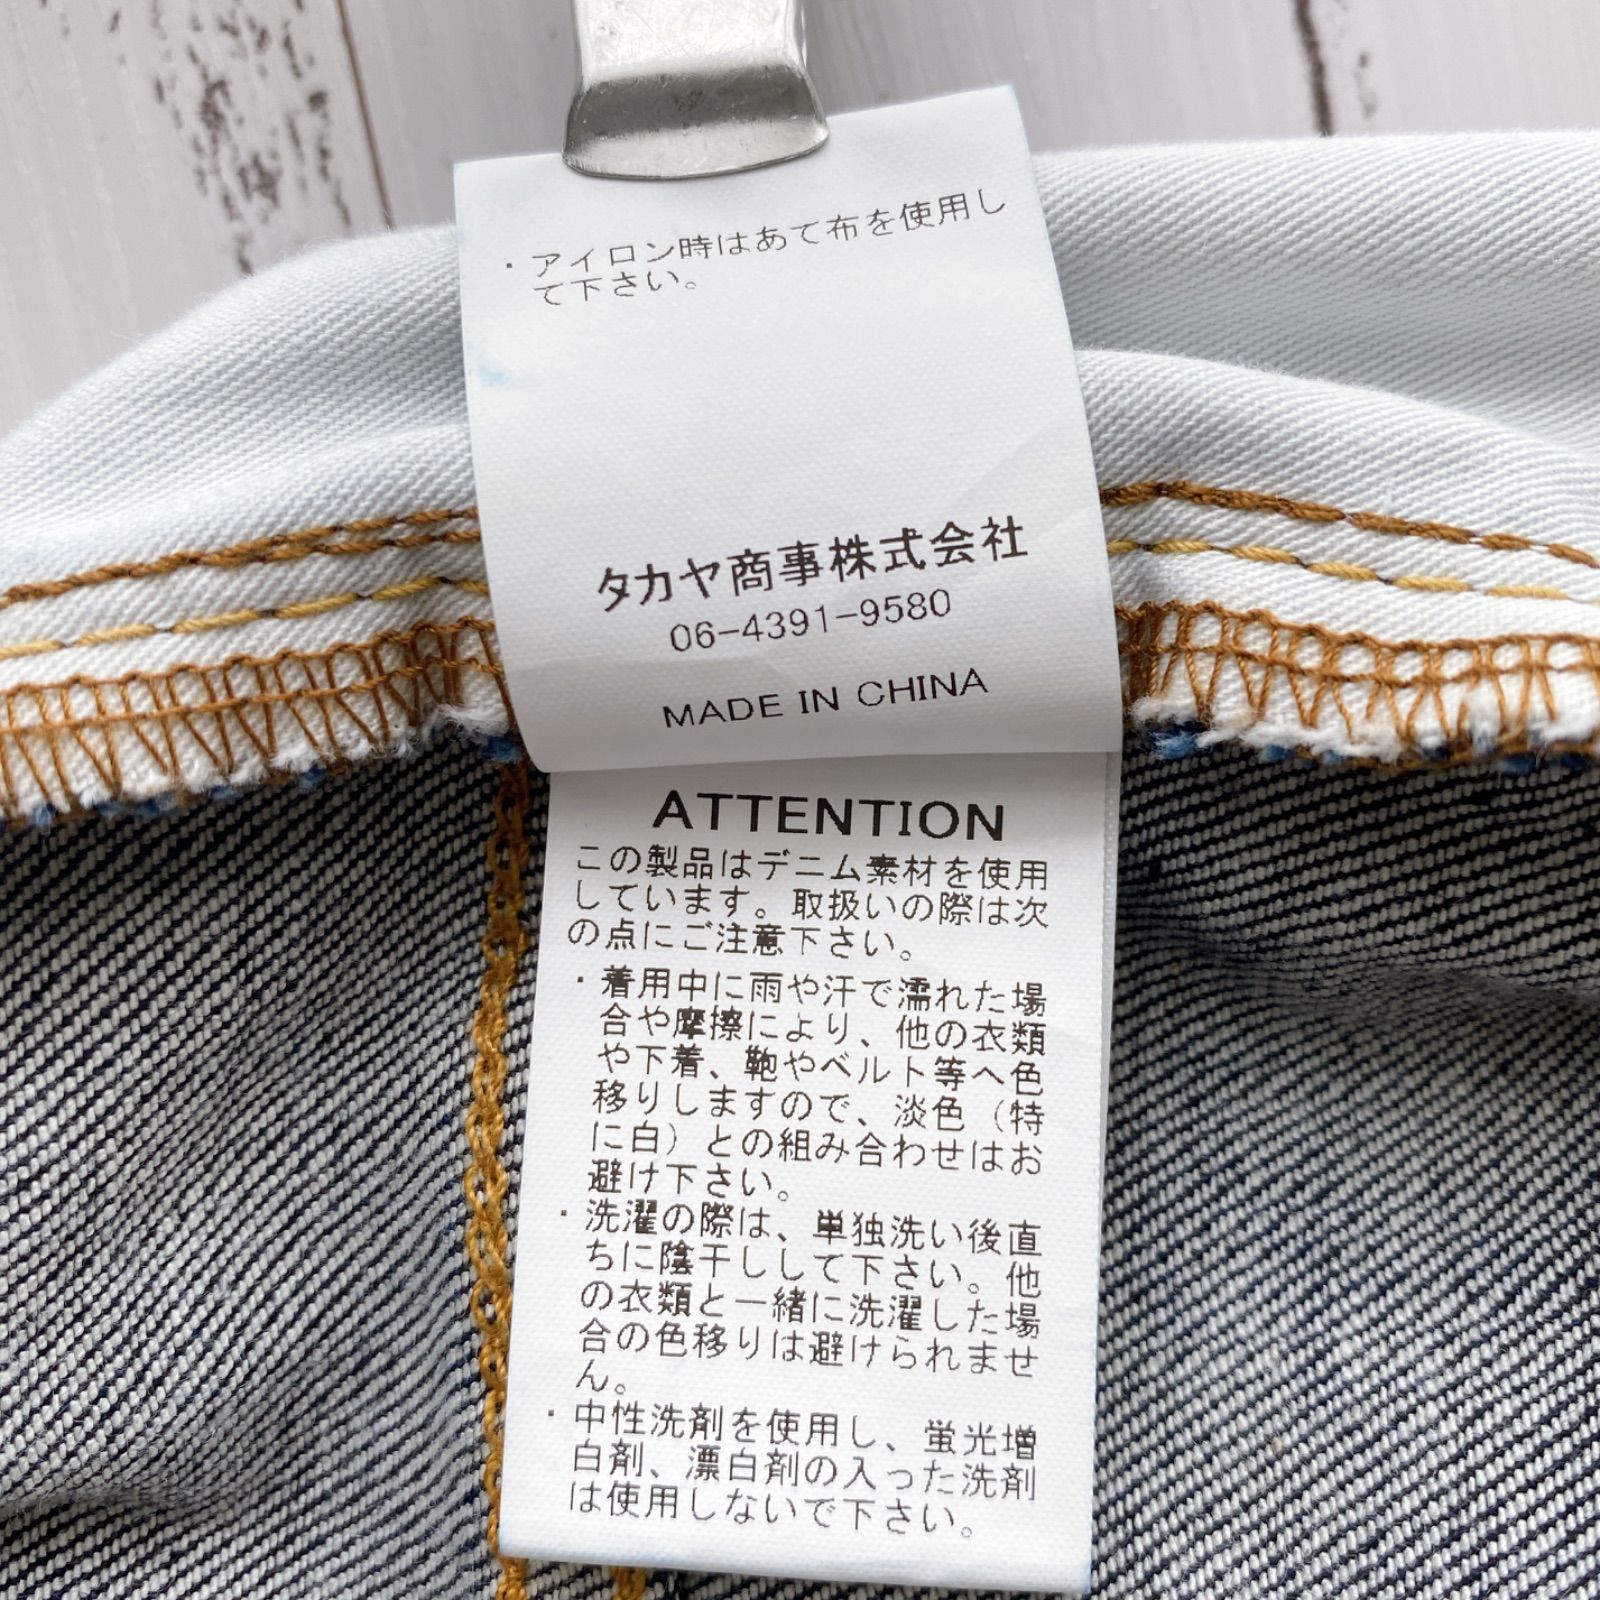 ・アイロン時はあて布を使用し
て下さい。
タカヤ商事株式会社
06-4391-9580
MADE IN CHINA
ATTENTION
この製品はデニム素材を使用
しています。取扱いの際は次
の点にご注意下さい。
・着用中に雨や汗で濡れた場
合や摩擦により、他の衣類
や下着、鞄やベルト等へ色
移りしますので、淡色（特
に白）との組み合わせはお
避け下さい。
・洗濯の際は、単独洗い後直
ちに陰干しして下さい。他
の衣類と一緒に洗濯した場
合の色移りは避けられませ
ん。
・中性洗剤を使用し、蛍光増
白剤、漂白剤の入った洗剤
は使用しないで下さい。